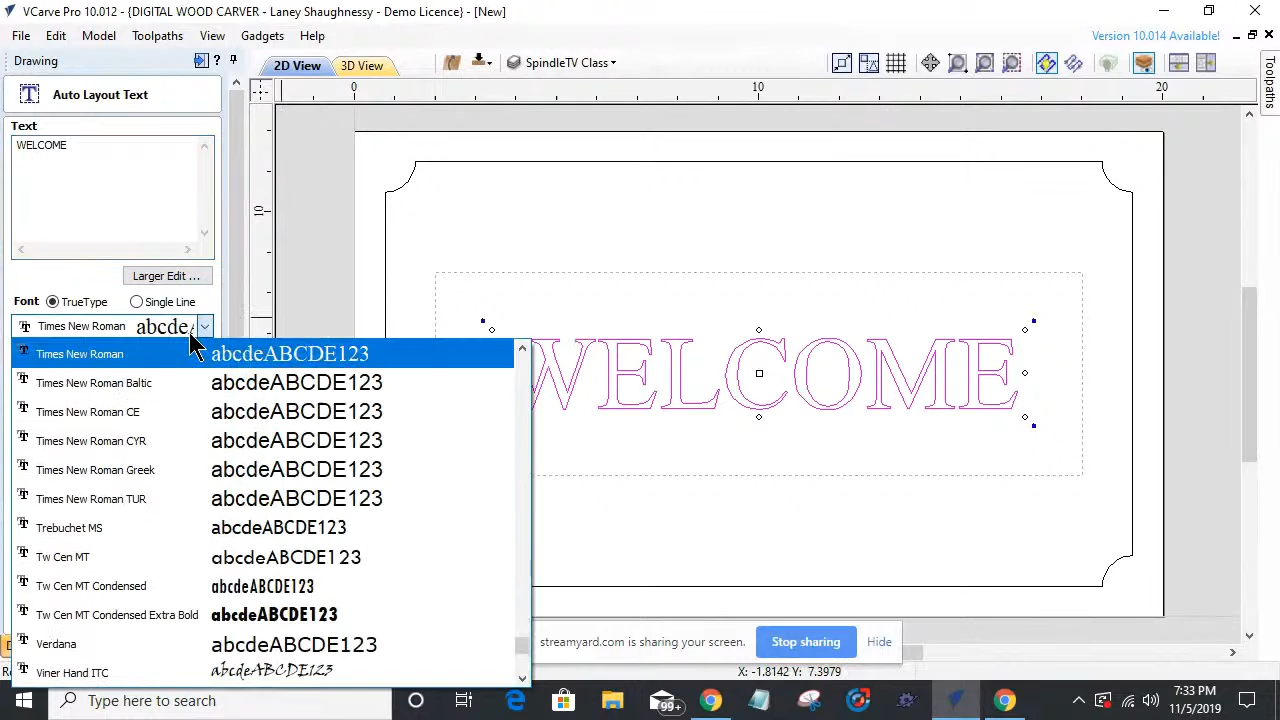 VCarve Pro 10.012 - {DIGITAL WOOD CARVER - Laney Shaughnessy - Demo Licence} - [New]
File Edit Model Toolpaths View Gadgets Help
Version 10.014 Available!
Drawing
2D View 3D View
SpindleTV Class
Toolpaths
Auto Layout Text
0 10 20
Text
WELCOME
10
Larger Edit ...
Font TrueType Single Line
Times New Roman abcde
Times New Roman abcdeABCDE123
Times New Roman Baltic abcdeABCDE123
Times New Roman CE abcdeABCDE123
Times New Roman CYR abcdeABCDE123
Times New Roman Greek abcdeABCDE123
Times New Roman TUR abcdeABCDE123
Trebuchet MS abcdeABCDE123
Tw Cen MT abcdeABCDE123
Tw Cen MT Condensed abcdeABCDE123
Tw Cen MT Condensed Extra Bold abcdeABCDE123
Verdana abcdeABCDE123
Viner Hand ITC abcdeABCDE123
WELCOME
streamyard.com is sharing your screen. Stop sharing Hide
X: -1.8142 Y: 7.3979
Type here to search
99+
7:33 PM
11/5/2019